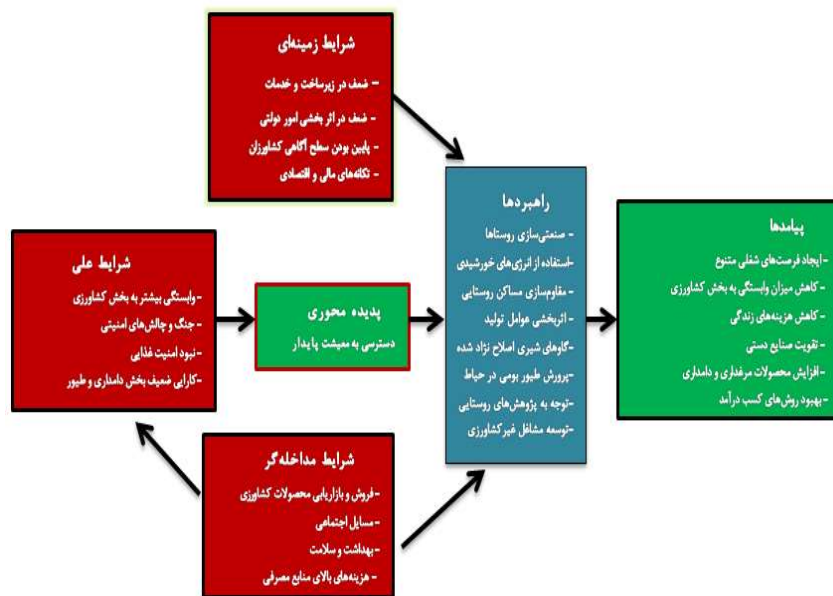 شرایط زمینه‌ای
- ضعف در زیرساخت و خدمات
- ضعف در اثر بخشی امور دولتی
- پایین بودن سطح آگاهی کشاورزان
- تکانه‌های مالی و اقتصادی
شرایط علی
- وابستگی بیشتر به بخش کشاورزی
- جنگ و چالش‌های امنیتی
- نبود امنیت غذایی
- کارایی ضعیف بخش دامداری و طیور
پدیده محوری
دسترسی به معیشت پایدار
شرایط مداخله‌گر
- فروش و بازاریابی محصولات کشاورزی
- مسایل اجتماعی
- بهداشت و سلامت
- هزینه‌های بالای منابع مصرفی
راهبردها
- صنعتی‌سازی روستاها
- استفاده از انرژی‌های خورشیدی
- مقاوم‌سازی مساکن روستایی
- اثربخشی عوامل تولید
- گاوهای شیری اصلاح نژاد شده
- پرورش طیور بومی در حیاط
- توجه به پژوهش‌های روستایی
- توسعه مشاغل غیرکشاورزی
پیامدها
- ایجاد فرصت‌های شغلی متنوع
- کاهش میزان وابستگی به بخش کشاورزی
- کاهش هزینه‌های زندگی
- تقویت صنایع دستی
- افزایش محصولات مرغداری و دامداری
- بهبود روش‌های کسب درآمد